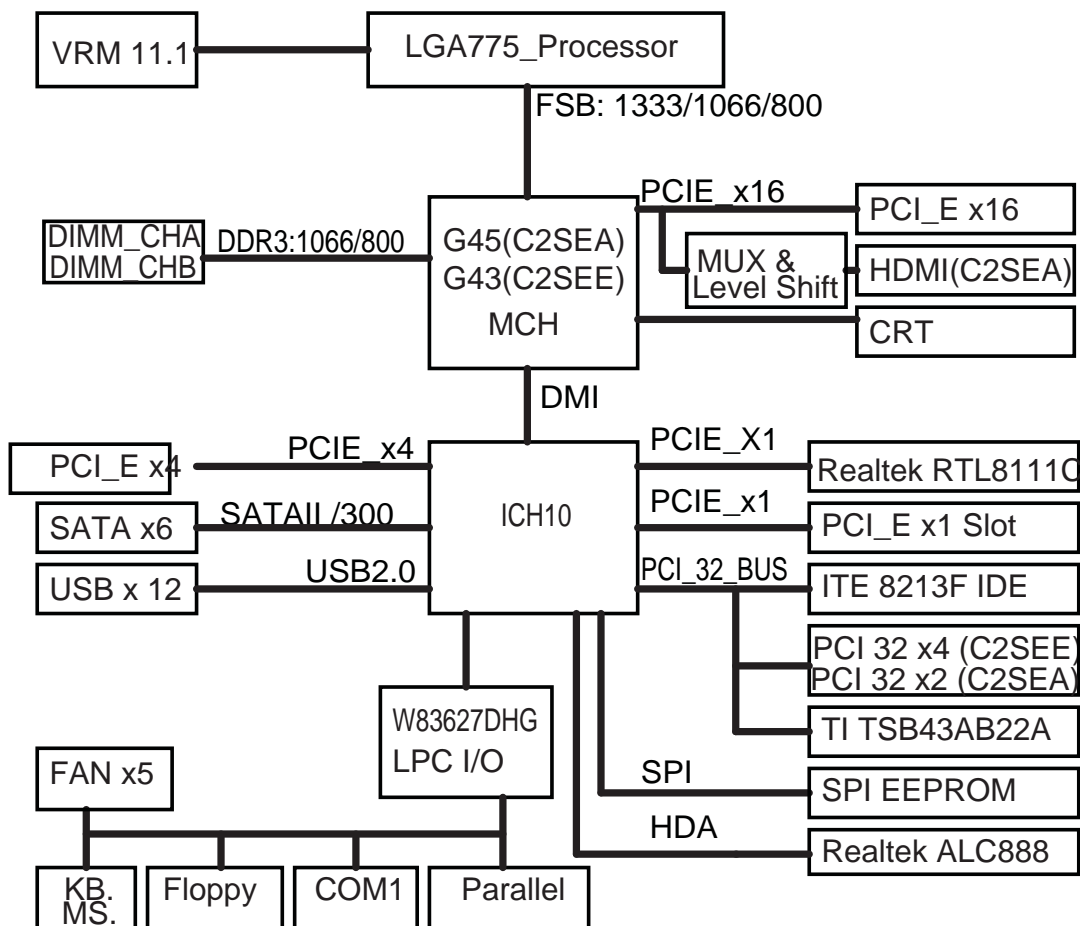 VRM 11.1
LGA775_Processor
FSB: 1333/1066/800
PCIE_x16
PCI_E x16
DIMM_CHA
DIMM_CHB
DDR3:1066/800
G45(C2SEA)
G43(C2SEE)
MCH
MUX &
Level Shift
HDMI(C2SEA)
CRT
DMI
PCI_E x4
PCIE_x4
PCIE_X1
Realtek RTL8111C
SATA x6
SATAII /300
ICH10
PCIE_x1
PCI_E x1 Slot
USB x 12
USB2.0
PCI_32_BUS
ITE 8213F IDE
PCI 32 x4 (C2SEE)
PCI 32 x2 (C2SEA)
W83627DHG
LPC I/O
TI TSB43AB22A
FAN x5
SPI
SPI EEPROM
HDA
Realtek ALC888
KB.
MS.
Floppy
COM1
Parallel